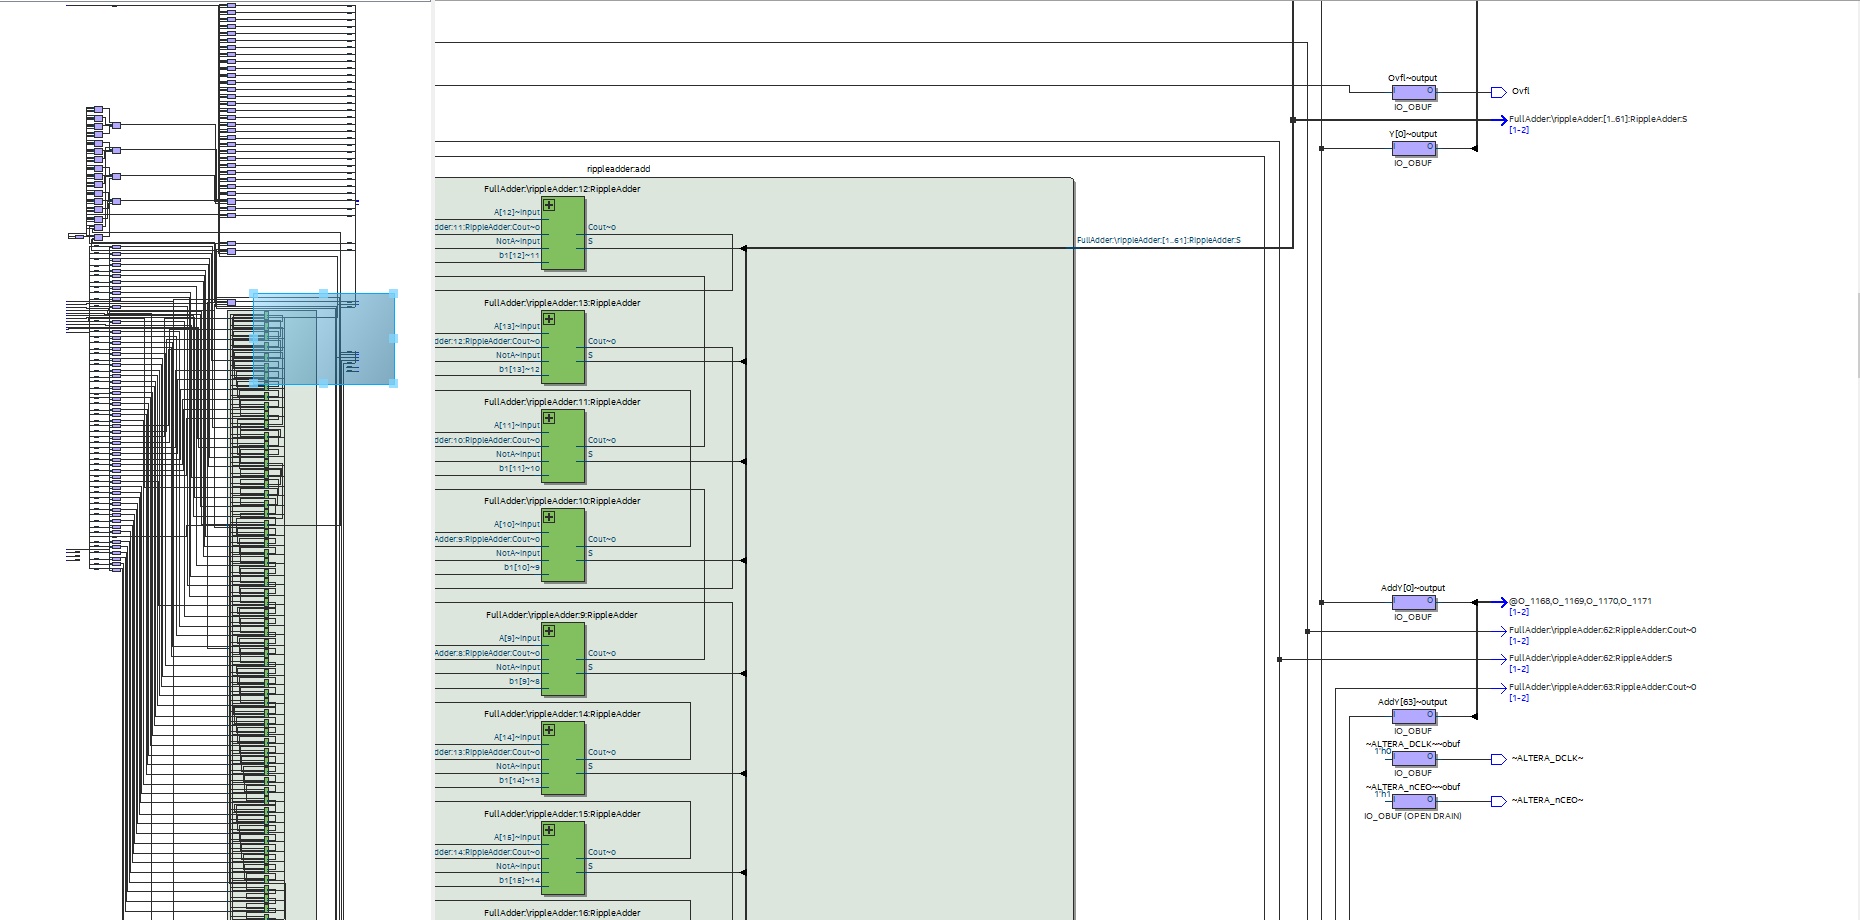 rippleadder:add
FullAdder:\rippleAdder:12:RippleAdder
A[12]~input
dder:11:RippleAdder:Cout~o
NotA~input
b1[12]~11
Cout~o
S
FullAdder:\rippleAdder:[1..61]:RippleAdder:S
FullAdder:\rippleAdder:13:RippleAdder
A[13]~input
dder:12:RippleAdder:Cout~o
NotA~input
b1[13]~12
Cout~o
S
FullAdder:\rippleAdder:11:RippleAdder
A[11]~input
dder:10:RippleAdder:Cout~o
NotA~input
b1[11]~10
Cout~o
S
FullAdder:\rippleAdder:10:RippleAdder
A[10]~input
Adder:9:RippleAdder:Cout~o
NotA~input
b1[10]~9
Cout~o
S
FullAdder:\rippleAdder:9:RippleAdder
A[9]~input
Adder:8:RippleAdder:Cout~o
NotA~input
b1[9]~8
Cout~o
S
FullAdder:\rippleAdder:14:RippleAdder
A[14]~input
dder:13:RippleAdder:Cout~o
NotA~input
b1[14]~13
Cout~o
S
FullAdder:\rippleAdder:15:RippleAdder
A[15]~input
dder:14:RippleAdder:Cout~o
NotA~input
b1[15]~14
Cout~o
S
FullAdder:\rippleAdder:16:RippleAdder
Ovfl~output
I O
IO_OBUF
Ovfl
FullAdder:\rippleAdder:[1..61]:RippleAdder:S
[1-2]
Y[0]~output
I O
IO_OBUF
AddY[0]~output
I O
IO_OBUF
@O_1168,O_1169,O_1170,O_1171
[1-2]
FullAdder:\rippleAdder:62:RippleAdder:Cout~0
[1-2]
FullAdder:\rippleAdder:62:RippleAdder:S
[1-2]
FullAdder:\rippleAdder:63:RippleAdder:Cout~0
[1-2]
AddY[63]~output
I O
IO_OBUF
~ALTERA_DCLK~~obuf
1'h0
I O
IO_OBUF
~ALTERA_DCLK~
~ALTERA_nCEO~~obuf
1'h1
I O
IO_OBUF (OPEN DRAIN)
~ALTERA_nCEO~